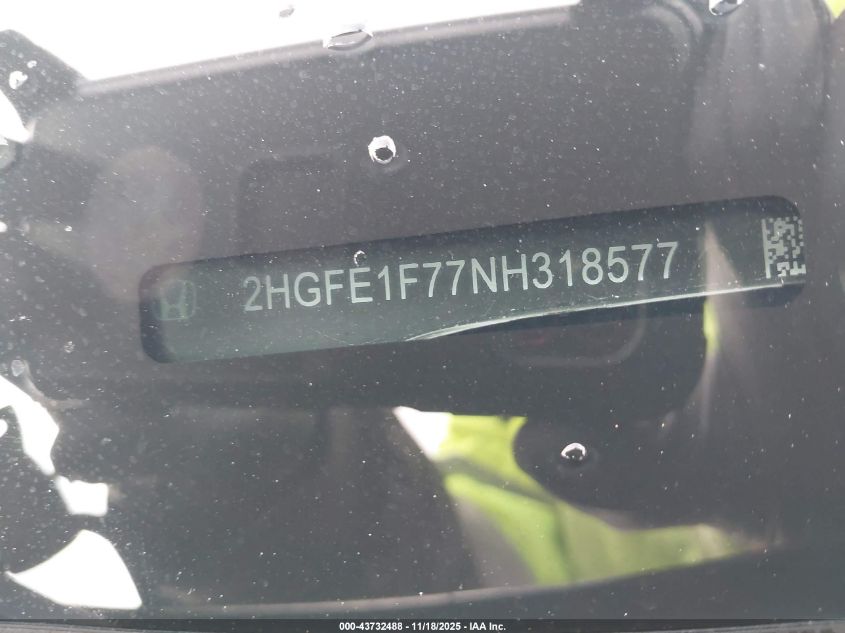 2HGFE1F77NH318577
000-43732488 - 11/18/2025 - IAA Inc.